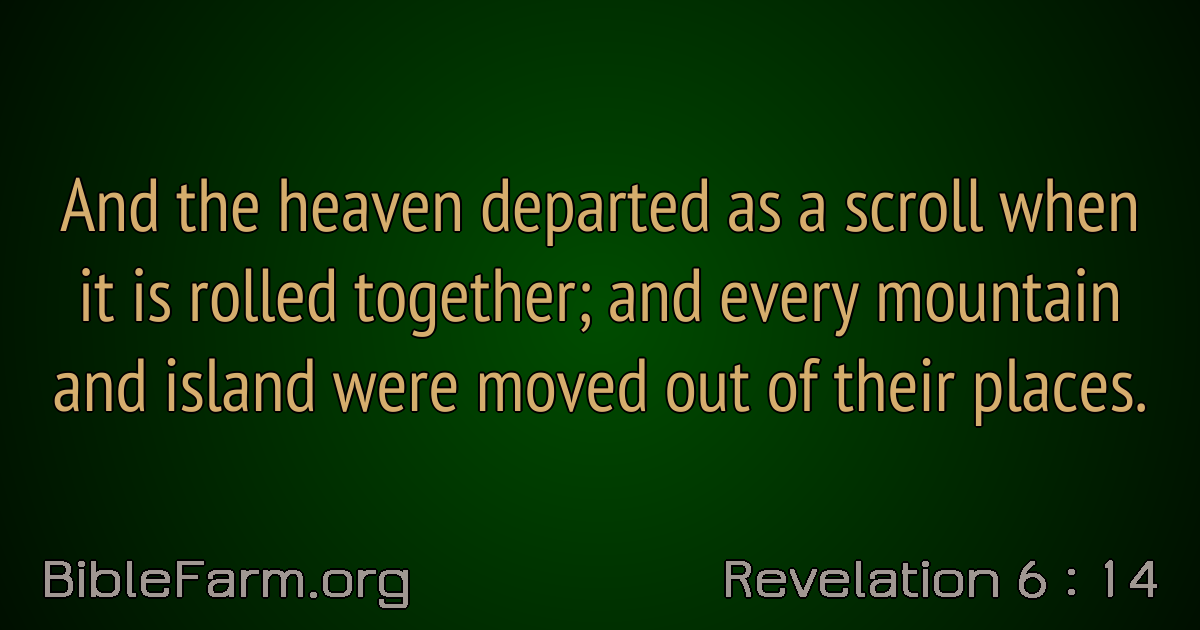 And the heaven departed as a scroll when
it is rolled together; and every mountain
and island were moved out of their places.
BibleFarm.org
Revelation 6 : 14